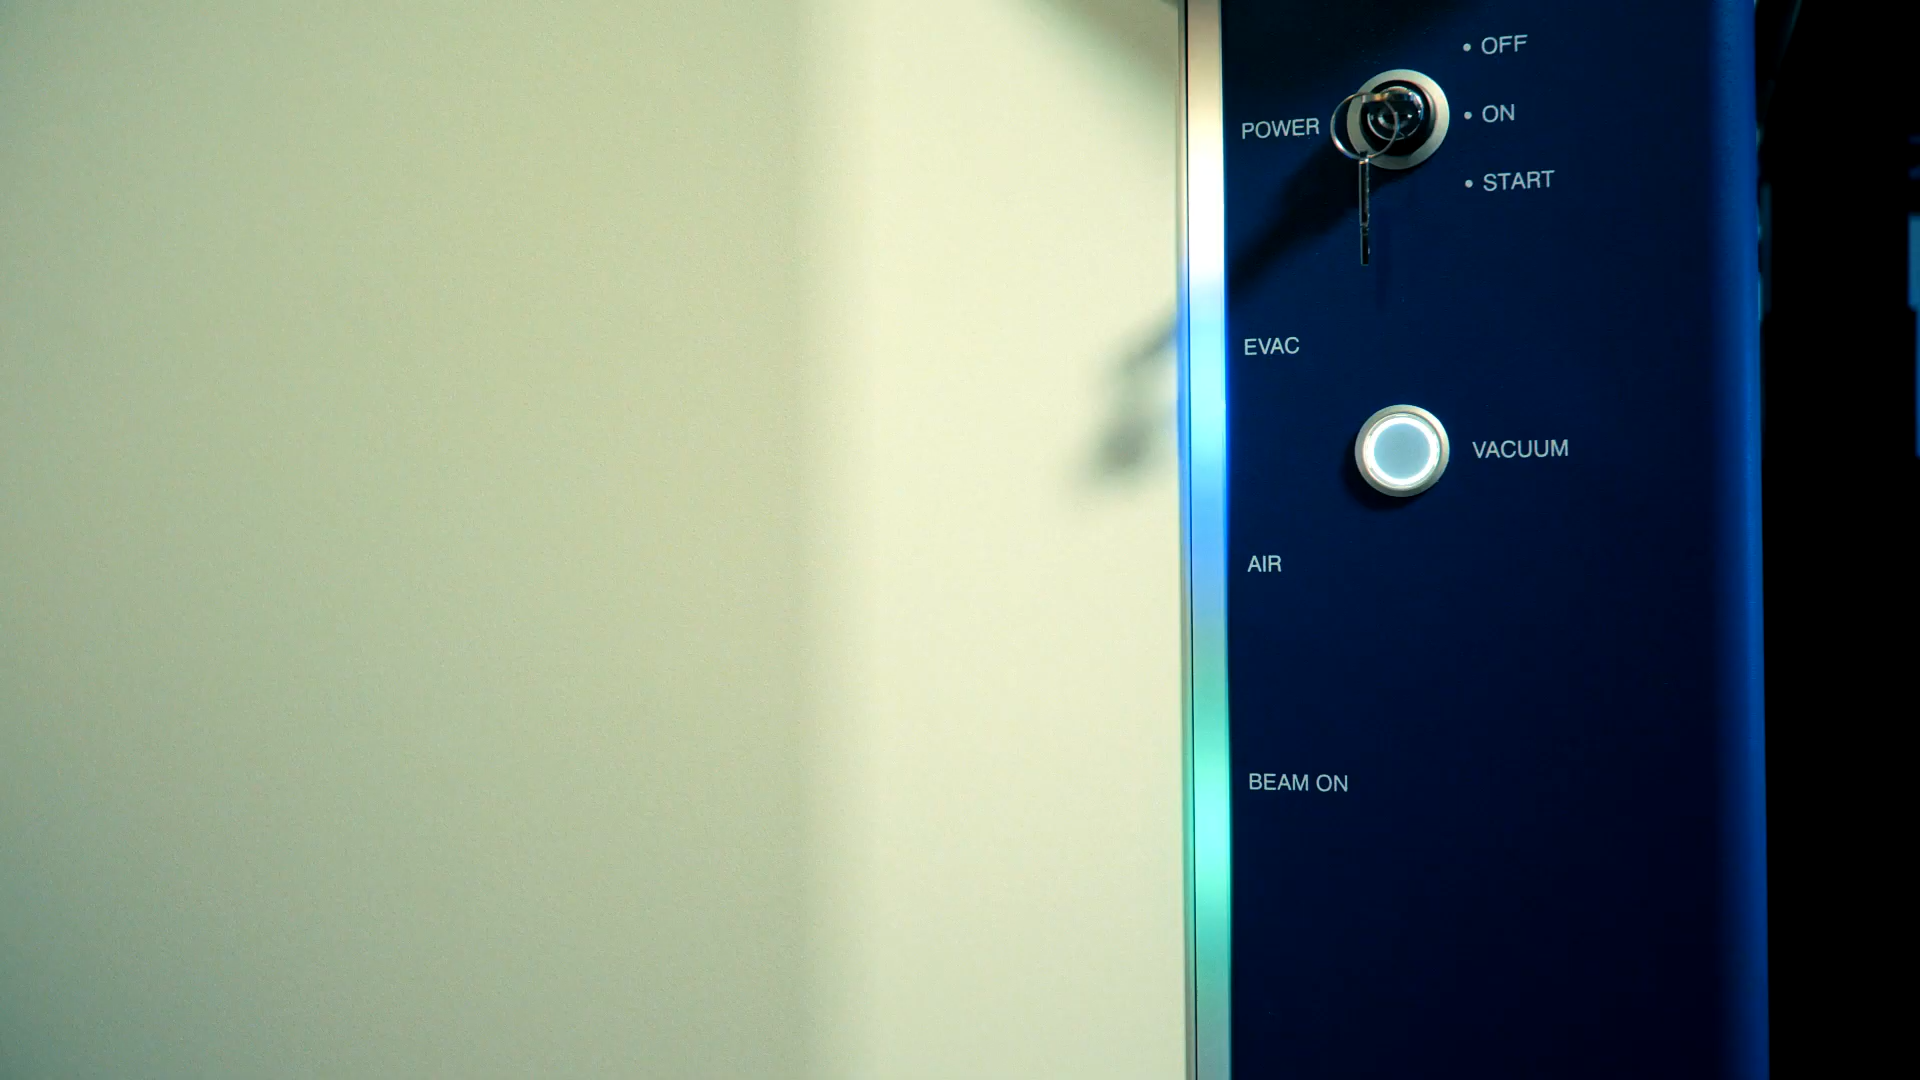 • OFF
POWER
• ON
• START
EVAC
VACUUM
AIR
BEAM ON